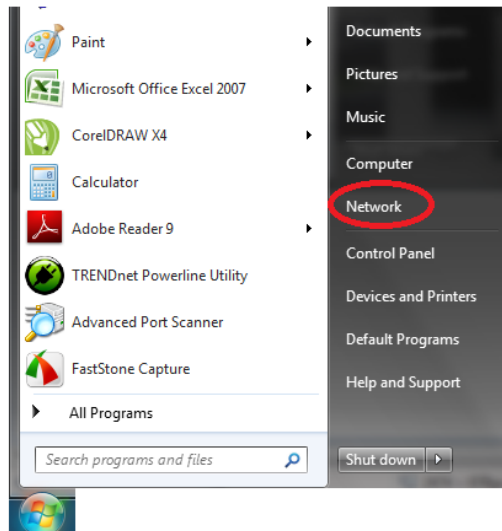 Paint
Microsoft Office Excel 2007
CorelDRAW X4
Calculator
Adobe Reader 9
TRENDnet Powerline Utility
Advanced Port Scanner
FastStone Capture
All Programs
Search programs and files
Documents
Pictures
Music
Computer
Network
Control Panel
Devices and Printers
Default Programs
Help and Support
Shut down